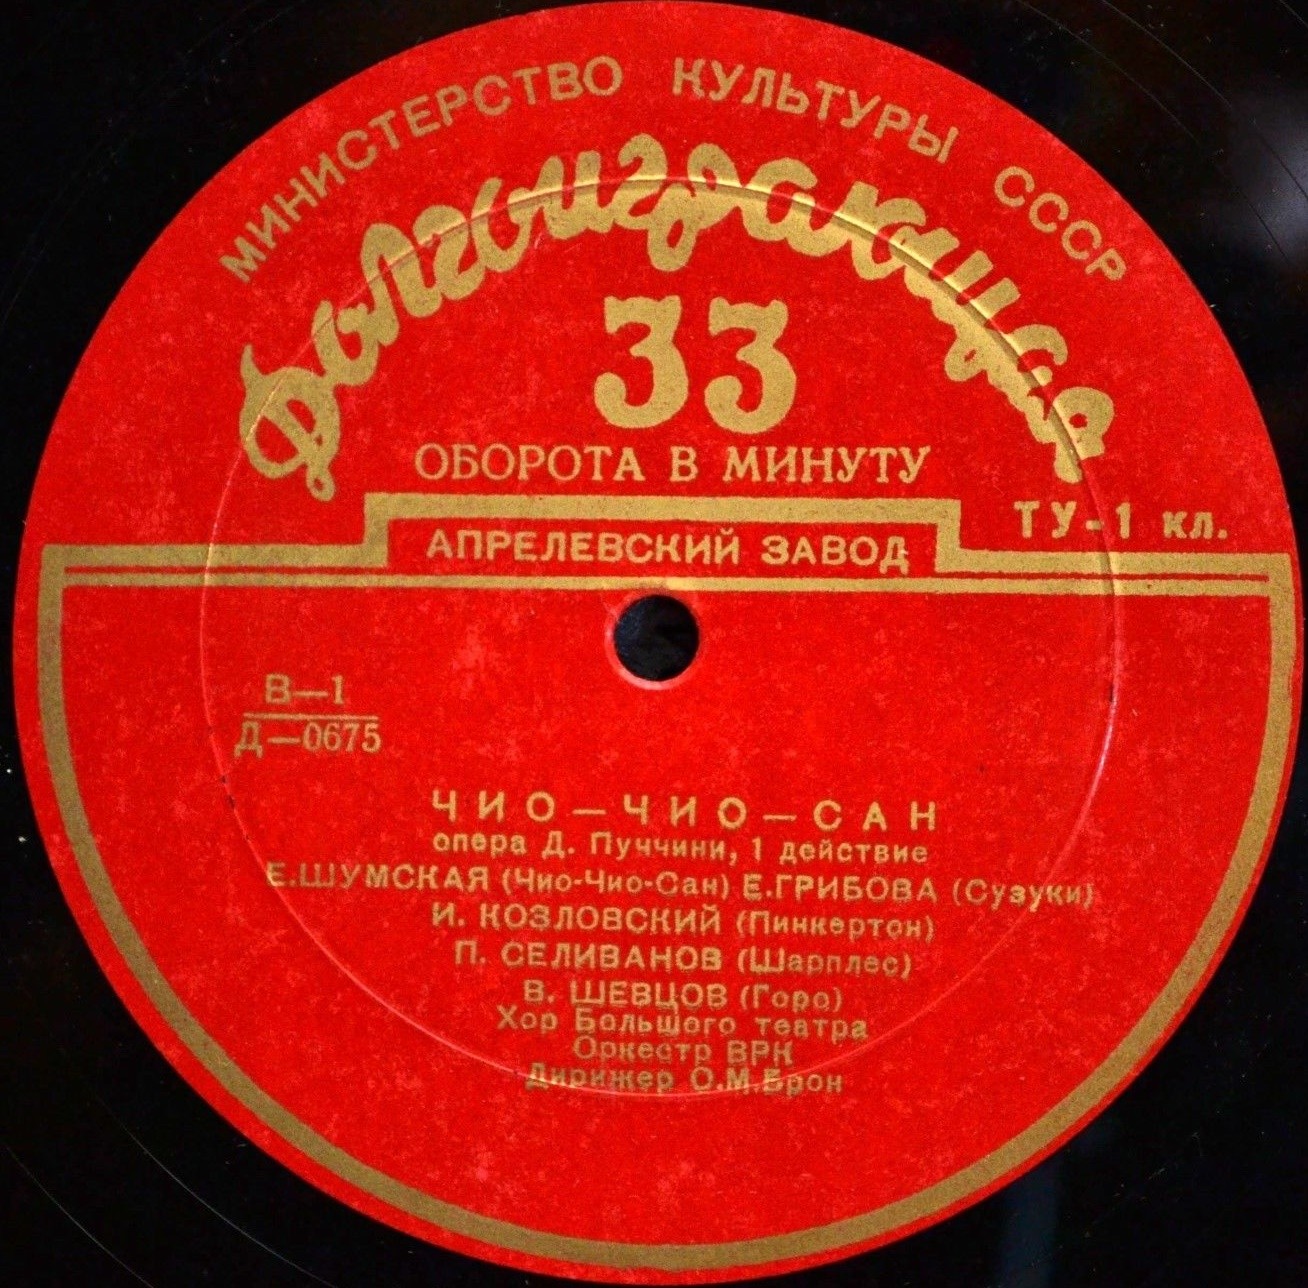 МИНИСТЕРСТВО КУЛЬТУРЫ СССР
Долгоиграющая
33
ОБОРОТА В МИНУТУ
ТУ-1 кл.
АПРЕЛЕВСКИЙ ЗАВОД
В—1
Д—0675
ЧИО—ЧИО—САН
опера Д. Пуччини, 1 действие
Е.ШУМСКАЯ (Чио-Чио-Сан) Е.ГРИБОВА (Сузуки)
И. КОЗЛОВСКИЙ (Пинкертон)
П. СЕЛИВАНОВ (Шарплес)
В. ШЕВЦОВ (Горо)
Хор Большого театра
Оркестр ВРК
Дирижер О.М.Брон